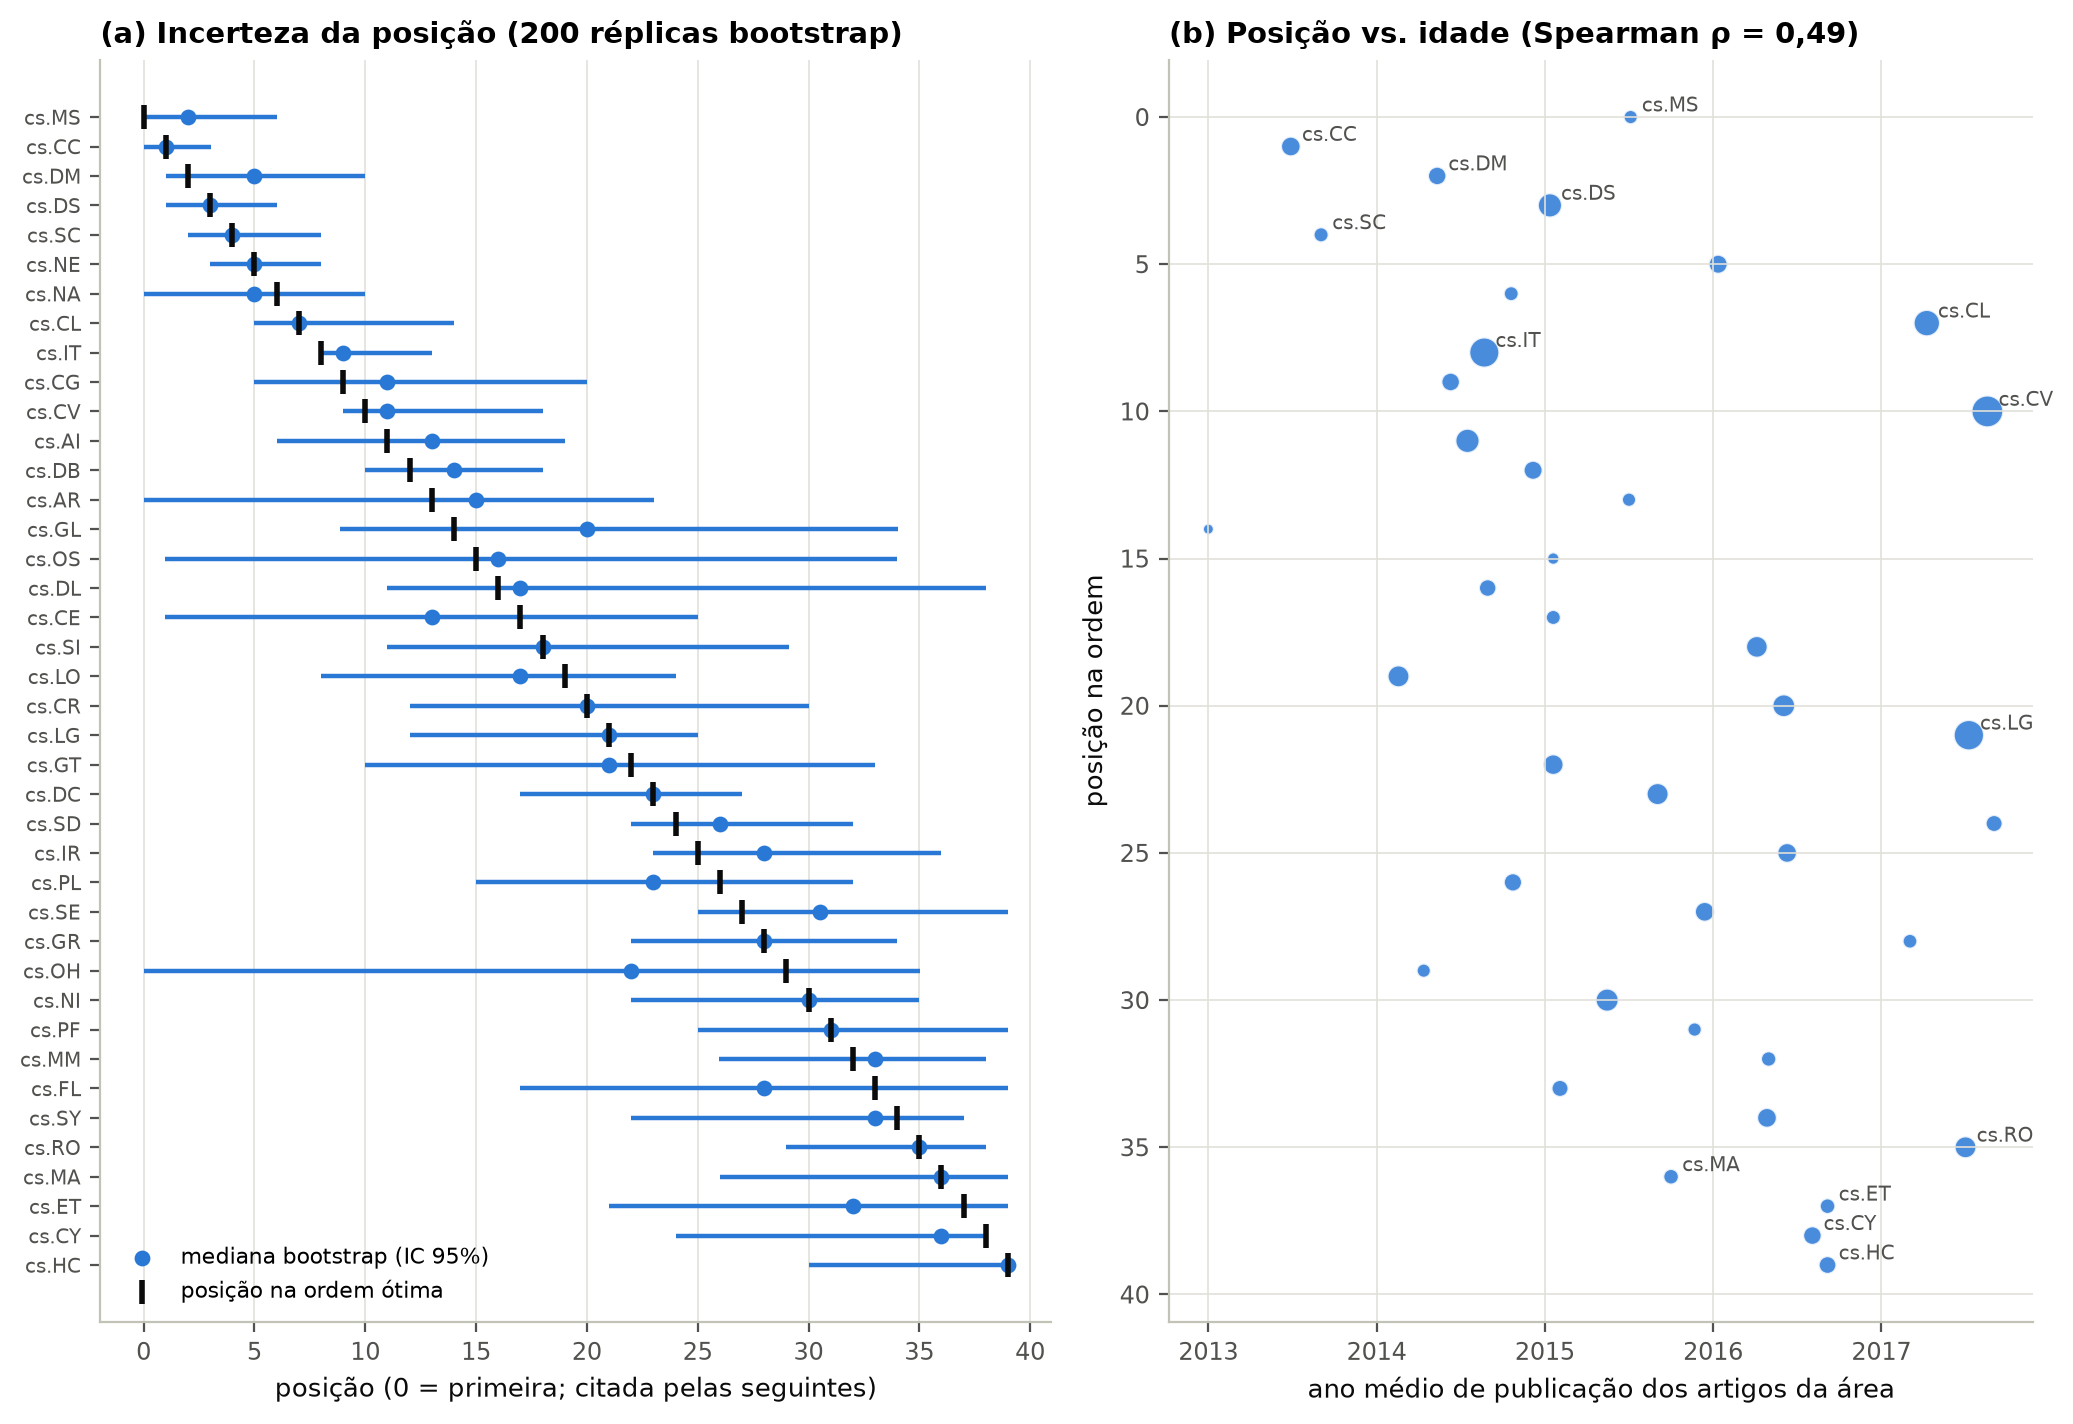 (a) Incerteza da posição (200 réplicas bootstrap)
cs.MS
cs.CC
cs.DM
cs.DS
cs.SC
cs.NE
cs.NA
cs.CL
cs.IT
cs.CG
cs.CV
cs.AI
cs.DB
cs.AR
cs.GL
cs.OS
cs.DL
cs.CE
cs.SI
cs.LO
cs.CR
cs.LG
cs.GT
cs.DC
cs.SD
cs.IR
cs.PL
cs.SE
cs.GR
cs.OH
cs.NI
cs.PF
cs.MM
cs.FL
cs.SY
cs.RO
cs.MA
cs.ET
cs.CY
cs.HC
mediana bootstrap (IC 95%)
posição na ordem ótima
0 5 10 15 20 25 30 35 40
posição (0 = primeira; citada pelas seguintes)
(b) Posição vs. idade (Spearman ρ = 0,49)
posição na ordem
0
5
10
15
20
25
30
35
40
cs.MS
cs.CC
cs.DM
cs.DS
cs.SC
cs.CL
cs.IT
cs.CV
cs.LG
cs.RO
cs.MA
cs.ET
cs.CY
cs.HC
2013 2014 2015 2016 2017
ano médio de publicação dos artigos da área